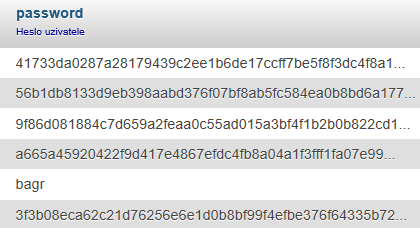 password
Heslo uzivatele
41733da0287a28179439c2ee1b6de17ccff7be5f8f3dc4f8a1...
56b1db8133d9eb398aabd376f07bf8ab5fc584ea0b8bd6a177...
9f86d081884c7d659a2feaa0c55ad015a3bf4f1b2b0b822cd1...
a665a45920422f9d417e4867efdc4fb8a04a1f3fff1fa07e99...
bagr
3f3b08eca62c21d76256e6e1d0b8bf99f4efbe376f64335b72...